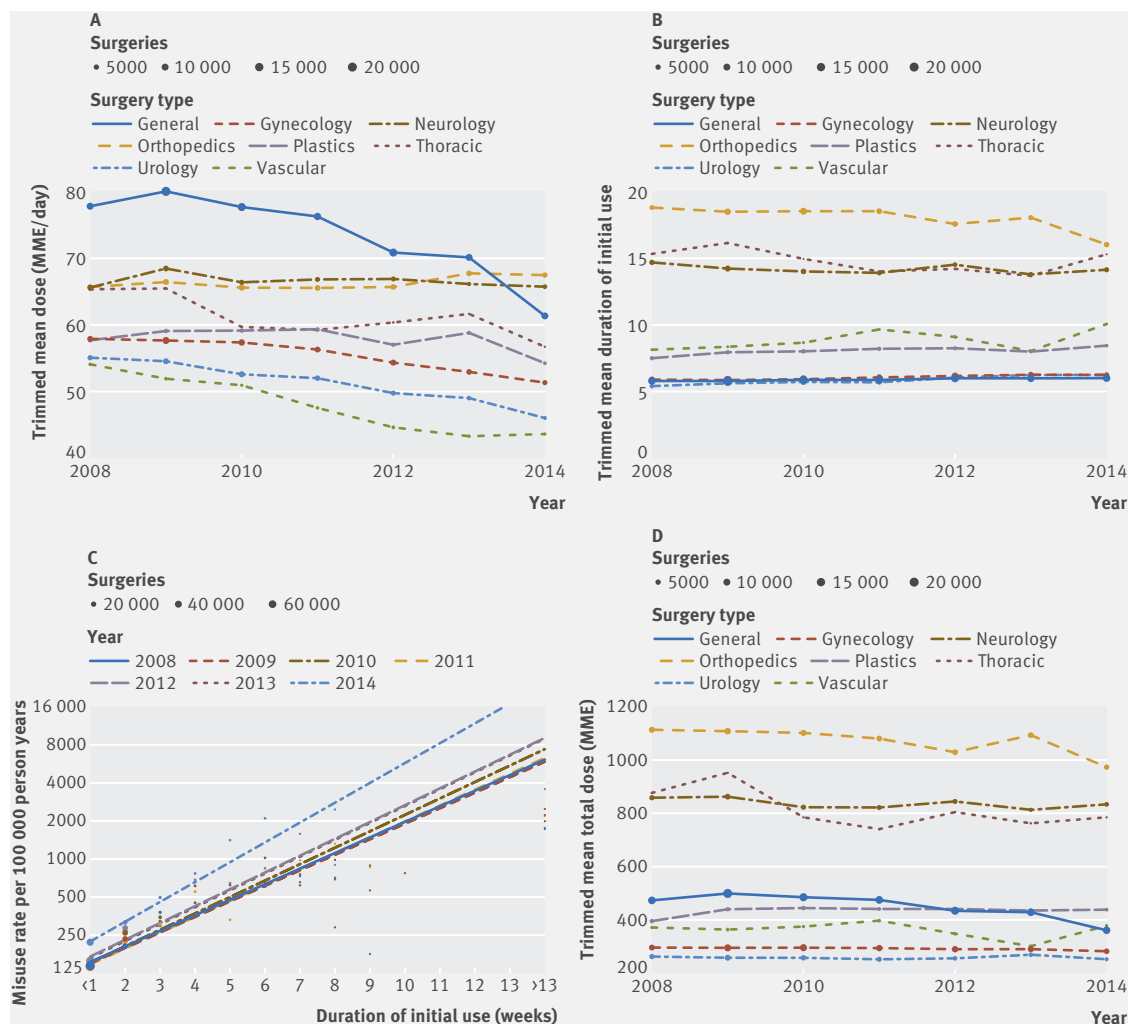 A
Surgeries
5000 10 000 15 000 20 000
Surgery type
General Gynecology Neurology
Orthopedics Plastics Thoracic
Urology Vascular
Trimmed mean dose (MME/day)
80
70
60
50
40
2008 2010 2012 2014
Year
B
Surgeries
5000 10 000 15 000 20 000
Surgery type
General Gynecology Neurology
Orthopedics Plastics Thoracic
Urology Vascular
Trimmed mean duration of initial use
20
15
10
5
0
2008 2010 2012 2014
Year
C
Surgeries
20 000 40 000 60 000
Year
2008 2009 2010 2011
2012 2013 2014
Misuse rate per 100 000 person years
16 000
8000
4000
2000
1000
500
250
125
<1 2 3 4 5 6 7 8 9 10 11 12 13 >13
Duration of initial use (weeks)
D
Surgeries
5000 10 000 15 000 20 000
Surgery type
General Gynecology Neurology
Orthopedics Plastics Thoracic
Urology Vascular
Trimmed mean total dose (MME)
1200
1000
800
600
400
200
2008 2010 2012 2014
Year